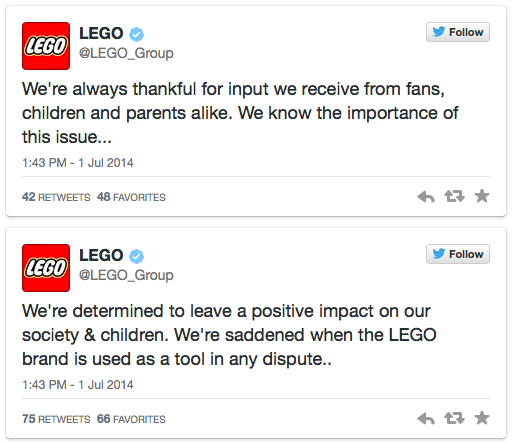 LEGO
LEGO
@LEGO_Group
Follow
We're always thankful for input we receive from fans,
children and parents alike. We know the importance of
this issue...
1:43 PM - 1 Jul 2014
42 RETWEETS 48 FAVORITES
LEGO
LEGO
@LEGO_Group
Follow
We're determined to leave a positive impact on our
society & children. We're saddened when the LEGO
brand is used as a tool in any dispute..
1:43 PM - 1 Jul 2014
75 RETWEETS 66 FAVORITES